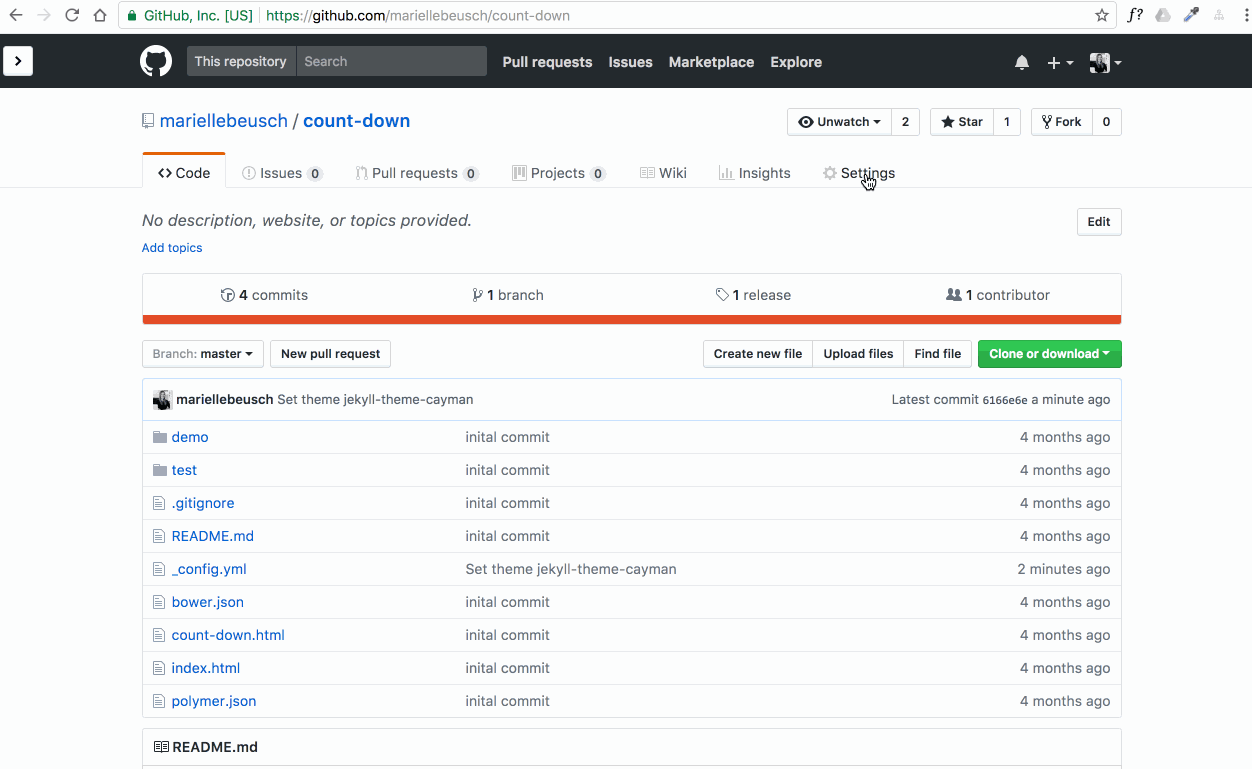 GitHub, Inc. [US] https://github.com/mariellebeusch/count-down f?
This repository Search Pull requests Issues Marketplace Explore
mariellebeusch / count-down Unwatch 2 Star 1 Fork 0
Code Issues 0 Pull requests 0 Projects 0 Wiki Insights Settings
No description, website, or topics provided. Edit
Add topics
4 commits 1 branch 1 release 1 contributor
Branch: master New pull request Create new file Upload files Find file Clone or download
mariellebeusch Set theme jekyll-theme-cayman Latest commit 6166e6e a minute ago
demo inital commit 4 months ago
test inital commit 4 months ago
.gitignore inital commit 4 months ago
README.md inital commit 4 months ago
_config.yml Set theme jekyll-theme-cayman 2 minutes ago
bower.json inital commit 4 months ago
count-down.html inital commit 4 months ago
index.html inital commit 4 months ago
polymer.json inital commit 4 months ago
README.md